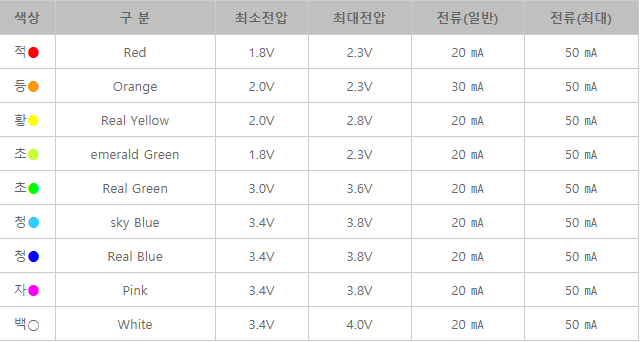 색상 구 분 최소전압 최대전압 전류(일반) 전류(최대)
적 Red 1.8V 2.3V 20 ㎃ 50 ㎃
등 Orange 2.0V 2.3V 30 ㎃ 50 ㎃
황 Real Yellow 2.0V 2.8V 20 ㎃ 50 ㎃
초 emerald Green 1.8V 2.3V 20 ㎃ 50 ㎃
초 Real Green 3.0V 3.6V 20 ㎃ 50 ㎃
청 sky Blue 3.4V 3.8V 20 ㎃ 50 ㎃
청 Real Blue 3.4V 3.8V 20 ㎃ 50 ㎃
자 Pink 3.4V 3.8V 20 ㎃ 50 ㎃
백 White 3.4V 4.0V 20 ㎃ 50 ㎃